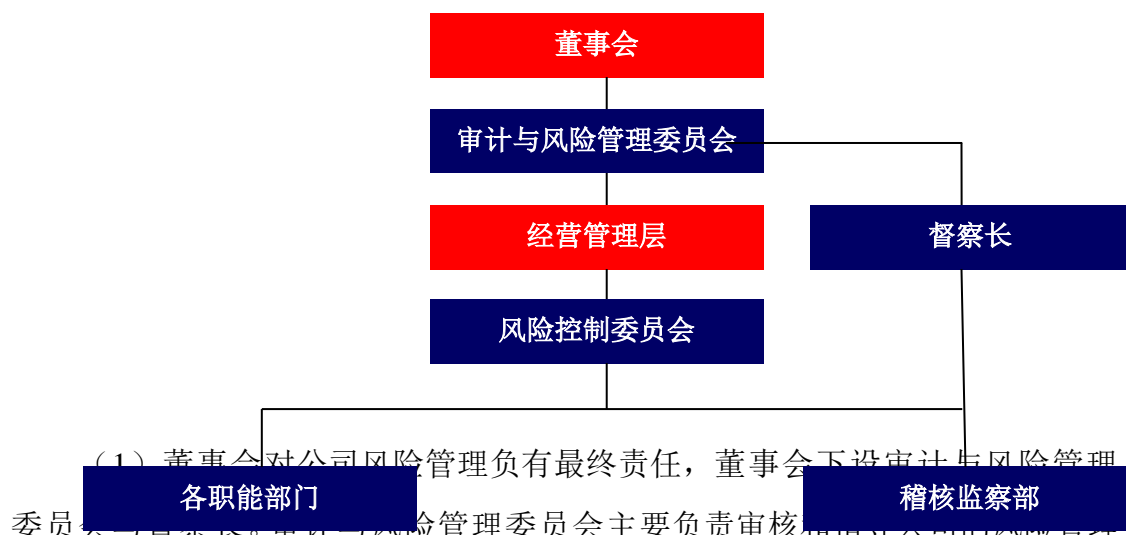 董事会
审计与风险管理委员会
经营管理层
督察长
风险控制委员会
（1）董事会对公司风险管理负有最终责任，董事会下设审计与风险管理
各职能部门
稽核监察部
委员会 风险管理委员会主要负责审核 风险管理